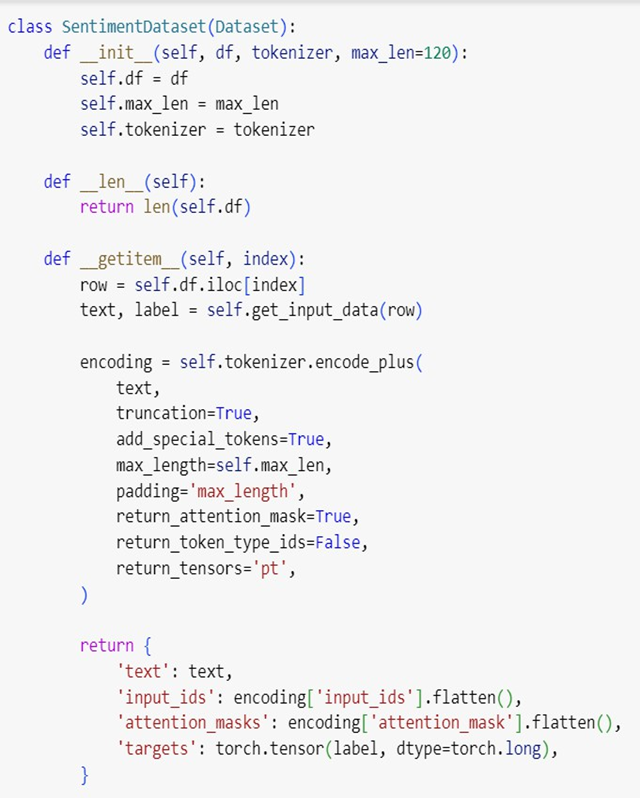 class SentimentDataset(Dataset):
    def __init__(self, df, tokenizer, max_len=120):
        self.df = df
        self.max_len = max_len
        self.tokenizer = tokenizer

    def __len__(self):
        return len(self.df)

    def __getitem__(self, index):
        row = self.df.iloc[index]
        text, label = self.get_input_data(row)

        encoding = self.tokenizer.encode_plus(
            text,
            truncation=True,
            add_special_tokens=True,
            max_length=self.max_len,
            padding='max_length',
            return_attention_mask=True,
            return_token_type_ids=False,
            return_tensors='pt',
        )

        return {
            'text': text,
            'input_ids': encoding['input_ids'].flatten(),
            'attention_masks': encoding['attention_mask'].flatten(),
            'targets': torch.tensor(label, dtype=torch.long),
        }